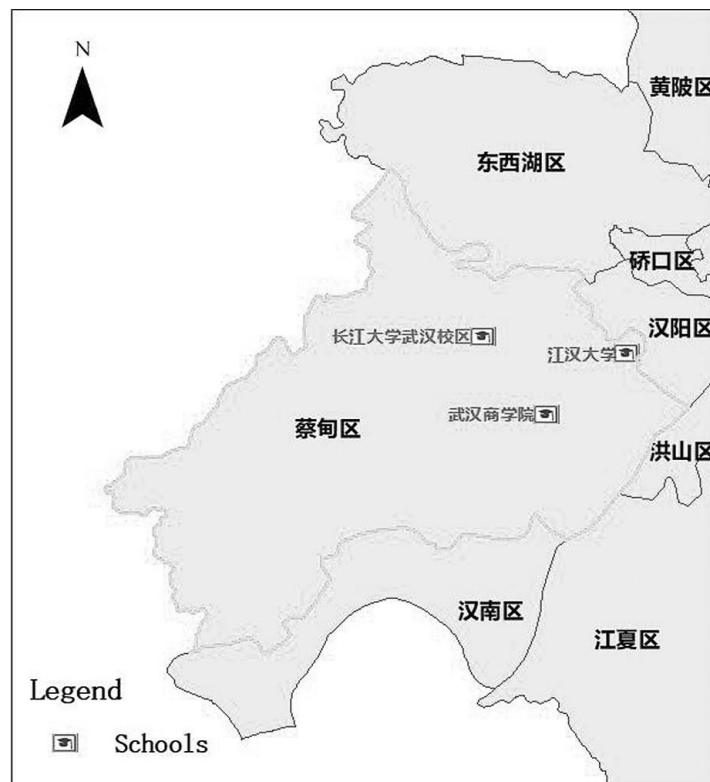 N
黄陂区
东西湖区
硚口区
汉阳区
长江大学武汉校区
江汉大学
武汉商学院
蔡甸区
洪山区
汉南区
江夏区
Legend
Schools